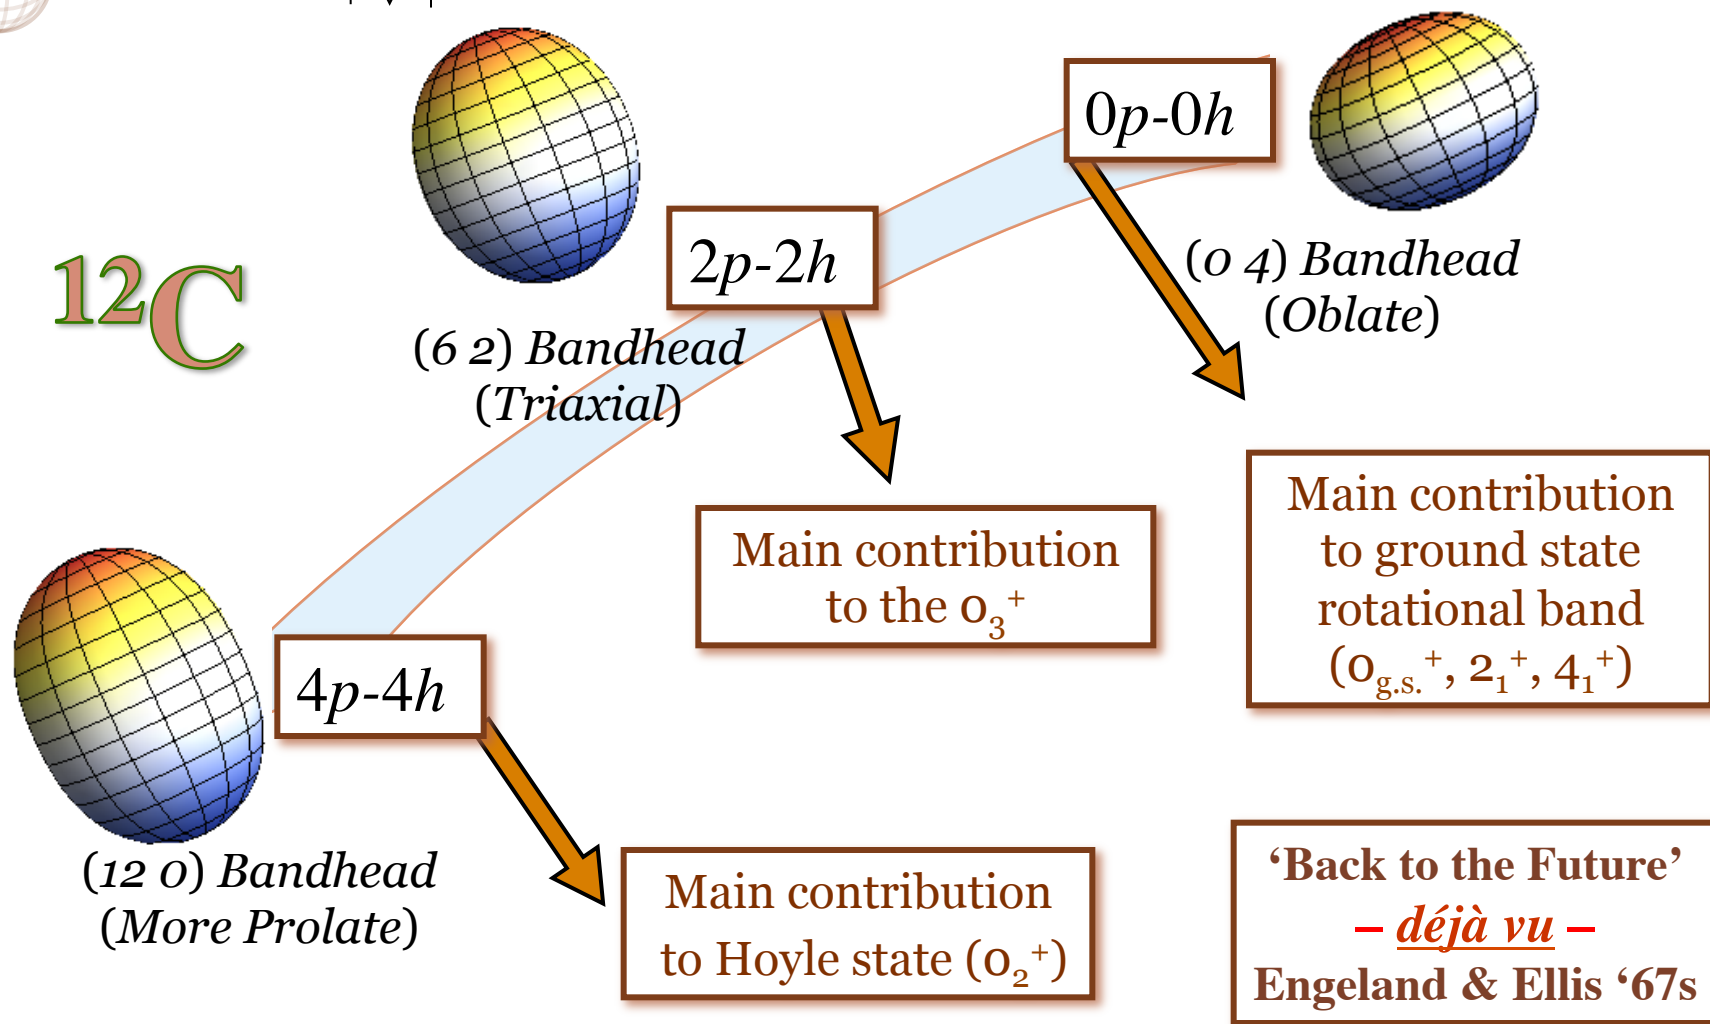 0p-0h
(0 4) Bandhead
(Oblate)
2p-2h
¹²C
(6 2) Bandhead
(Triaxial)
Main contribution
to ground state
rotational band
(0g.s.⁺, 2₁⁺, 4₁⁺)
Main contribution
to the 0₃⁺
4p-4h
(12 0) Bandhead
(More Prolate)
Main contribution
to Hoyle state (0₂⁺)
‘Back to the Future’
– déjà vu –
Engeland & Ellis ‘67s